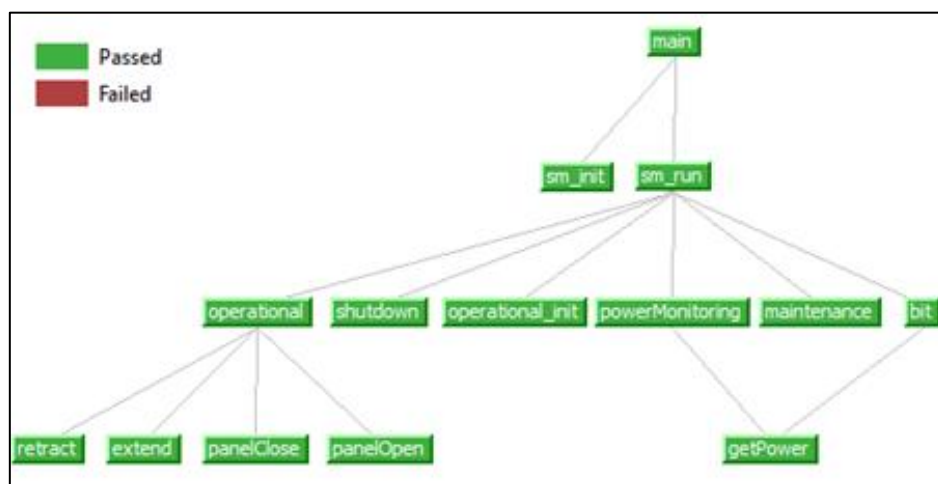 main
Passed
Failed
sm_init
sm_run
operational
shutdown
operational_init
powerMonitoring
maintenance
bit
retract
extend
panelClose
panelOpen
getPower